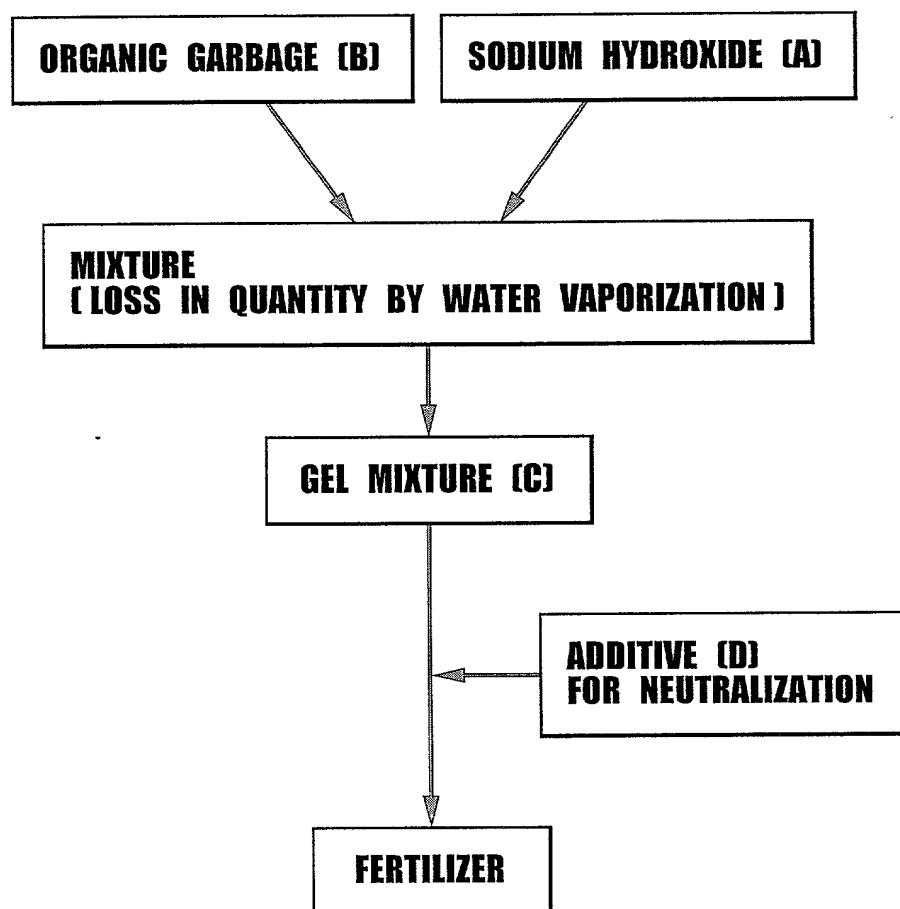 ORGANIC GARBAGE (B)
SODIUM HYDROXIDE (A)
MIXTURE
(LOSS IN QUANTITY BY WATER VAPORIZATION)
GEL MIXTURE (C)
ADDITIVE (D)
FOR NEUTRALIZATION
FERTILIZER